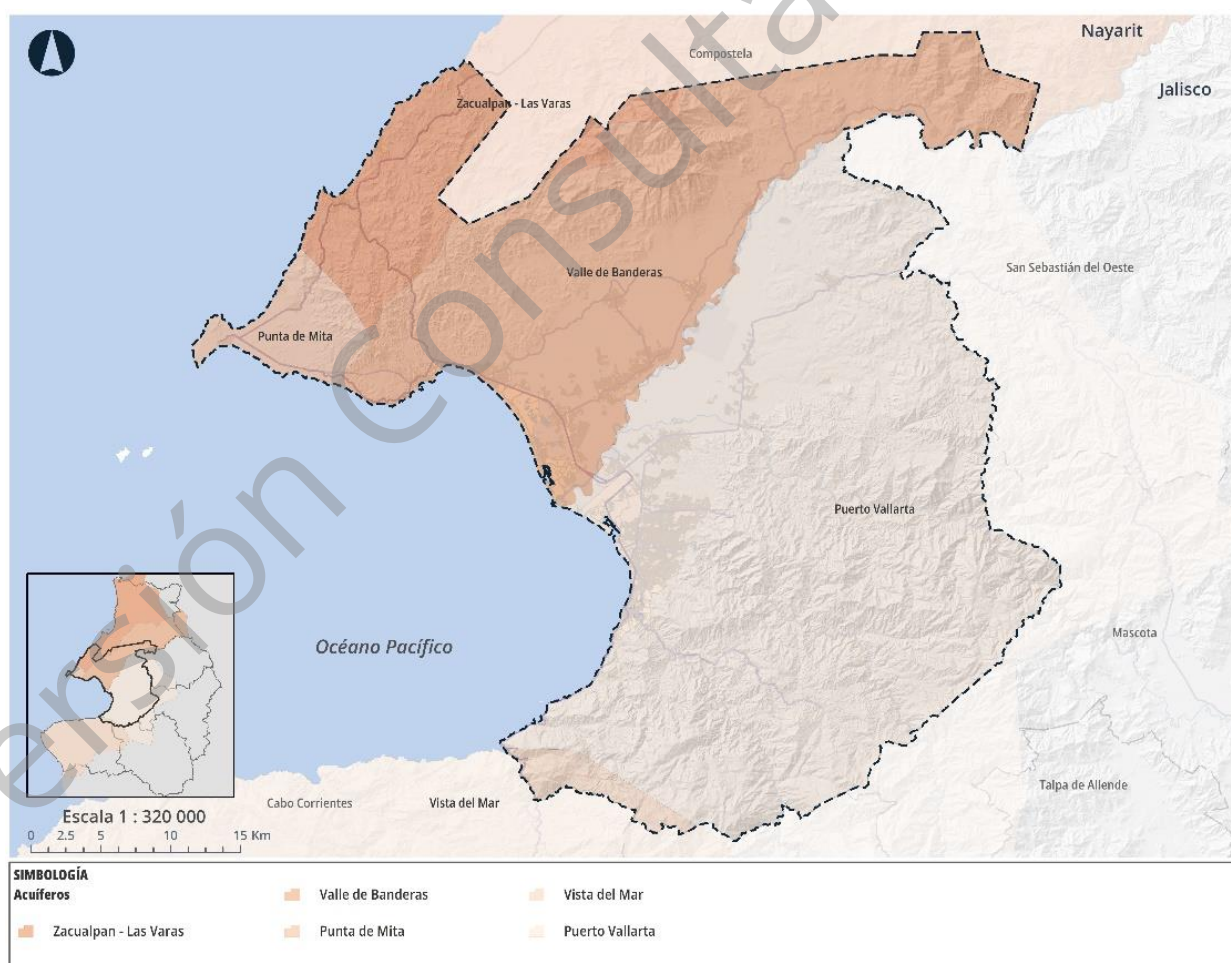 Nayarit
Compostela
Jalisco
Zacualpan - Las Varas
San Sebastián del Oeste
Valle de Banderas
Punta de Mita
Puerto Vallarta
Océano Pacífico
Mascota
Talpa de Allende
Cabo Corrientes
Vista del Mar
Escala 1 : 320 000
0 2.5 5 10 15 Km
ersión Consulta
SIMBOLOGÍA
Acuíferos
Zacualpan - Las Varas
Valle de Banderas
Punta de Mita
Vista del Mar
Puerto Vallarta